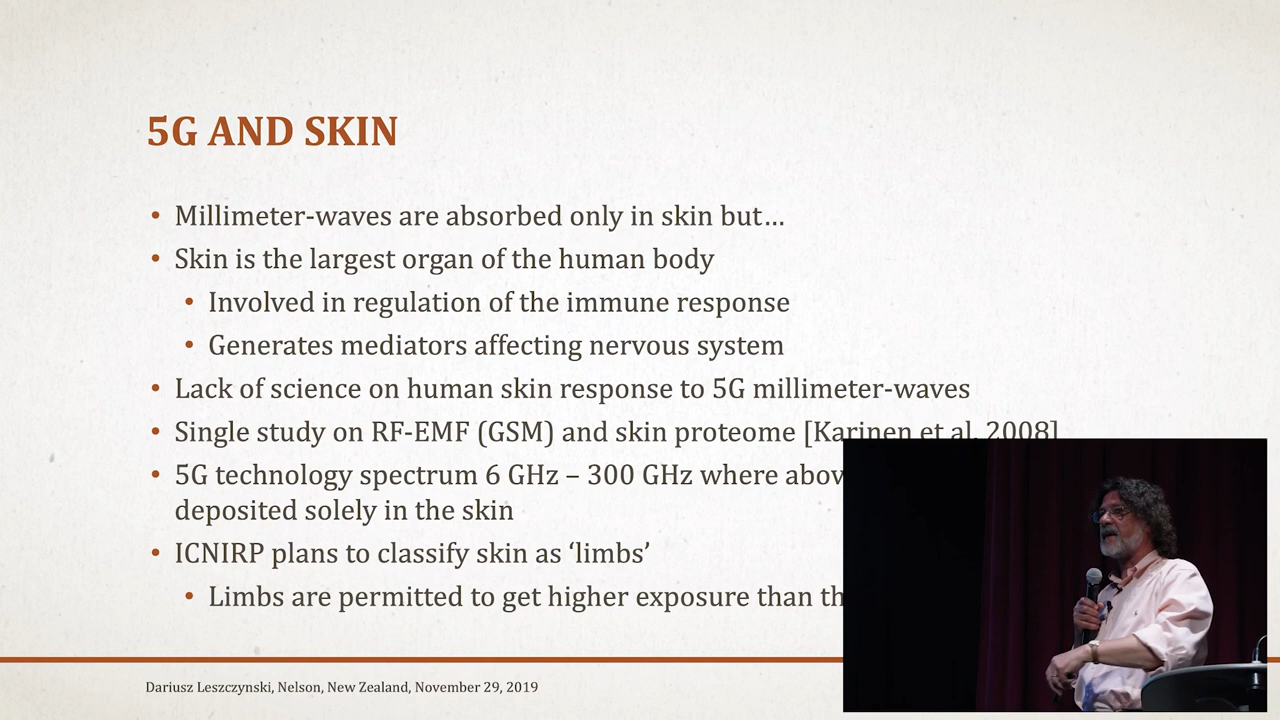 5G AND SKIN
• Millimeter-waves are absorbed only in skin but…
• Skin is the largest organ of the human body
• Involved in regulation of the immune response
• Generates mediators affecting nervous system
• Lack of science on human skin response to 5G millimeter-waves
• Single study on RF-EMF (GSM) and skin proteome [Karinen et al. 2008]
• 5G technology spectrum 6 GHz – 300 GHz where
deposited solely in the skin
• ICNIRP plans to classify skin as ‘limbs’
• Limbs are permitted to get higher exposure than
Dariusz Leszczynski, Nelson, New Zealand, November 29, 2019